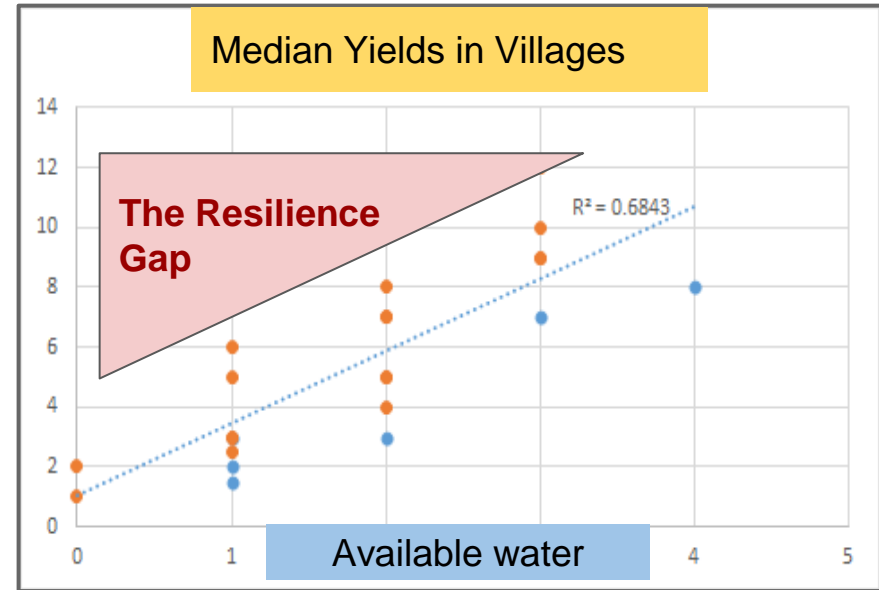 Median Yields in Villages
14
12
10
8
6
4
2
0
The Resilience
Gap
R² = 0.6843
0 1 4 5
Available water